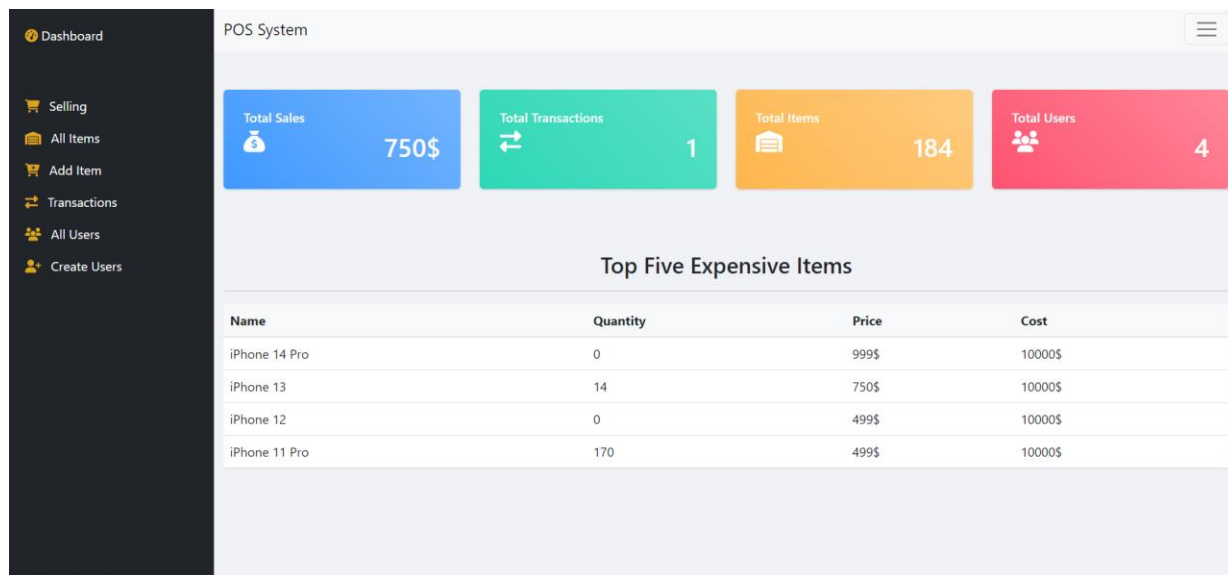 Dashboard
POS System
Selling
All Items
Add Item
Transactions
All Users
Create Users
Total Sales
750$
Total Transactions
1
Total Items
184
Total Users
4
Top Five Expensive Items
Name Quantity Price Cost
iPhone 14 Pro 0 999$ 10000$
iPhone 13 14 750$ 10000$
iPhone 12 0 499$ 10000$
iPhone 11 Pro 170 499$ 10000$